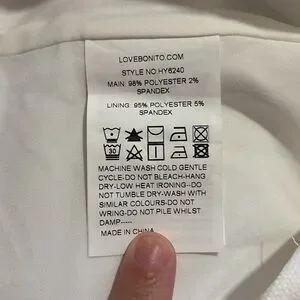 LOVEBONITO.COM
STYLE NO:HY6240
MAIN 98% POLYESTER 2%
SPANDEX
LINING 95% POLYESTER 5%
SPANDEX
30
MACHINE WASH COLD GENTLE
CYCLE-DO NOT BLEACH-HANG
DRY-LOW HEAT IRONING--DO
NOT TUMBLE DRY-WASH WITH
SIMILAR COLOURS-DO NOT
WRING-DO NOT PILE WHILST
DAMP-----
MADE IN CHINA